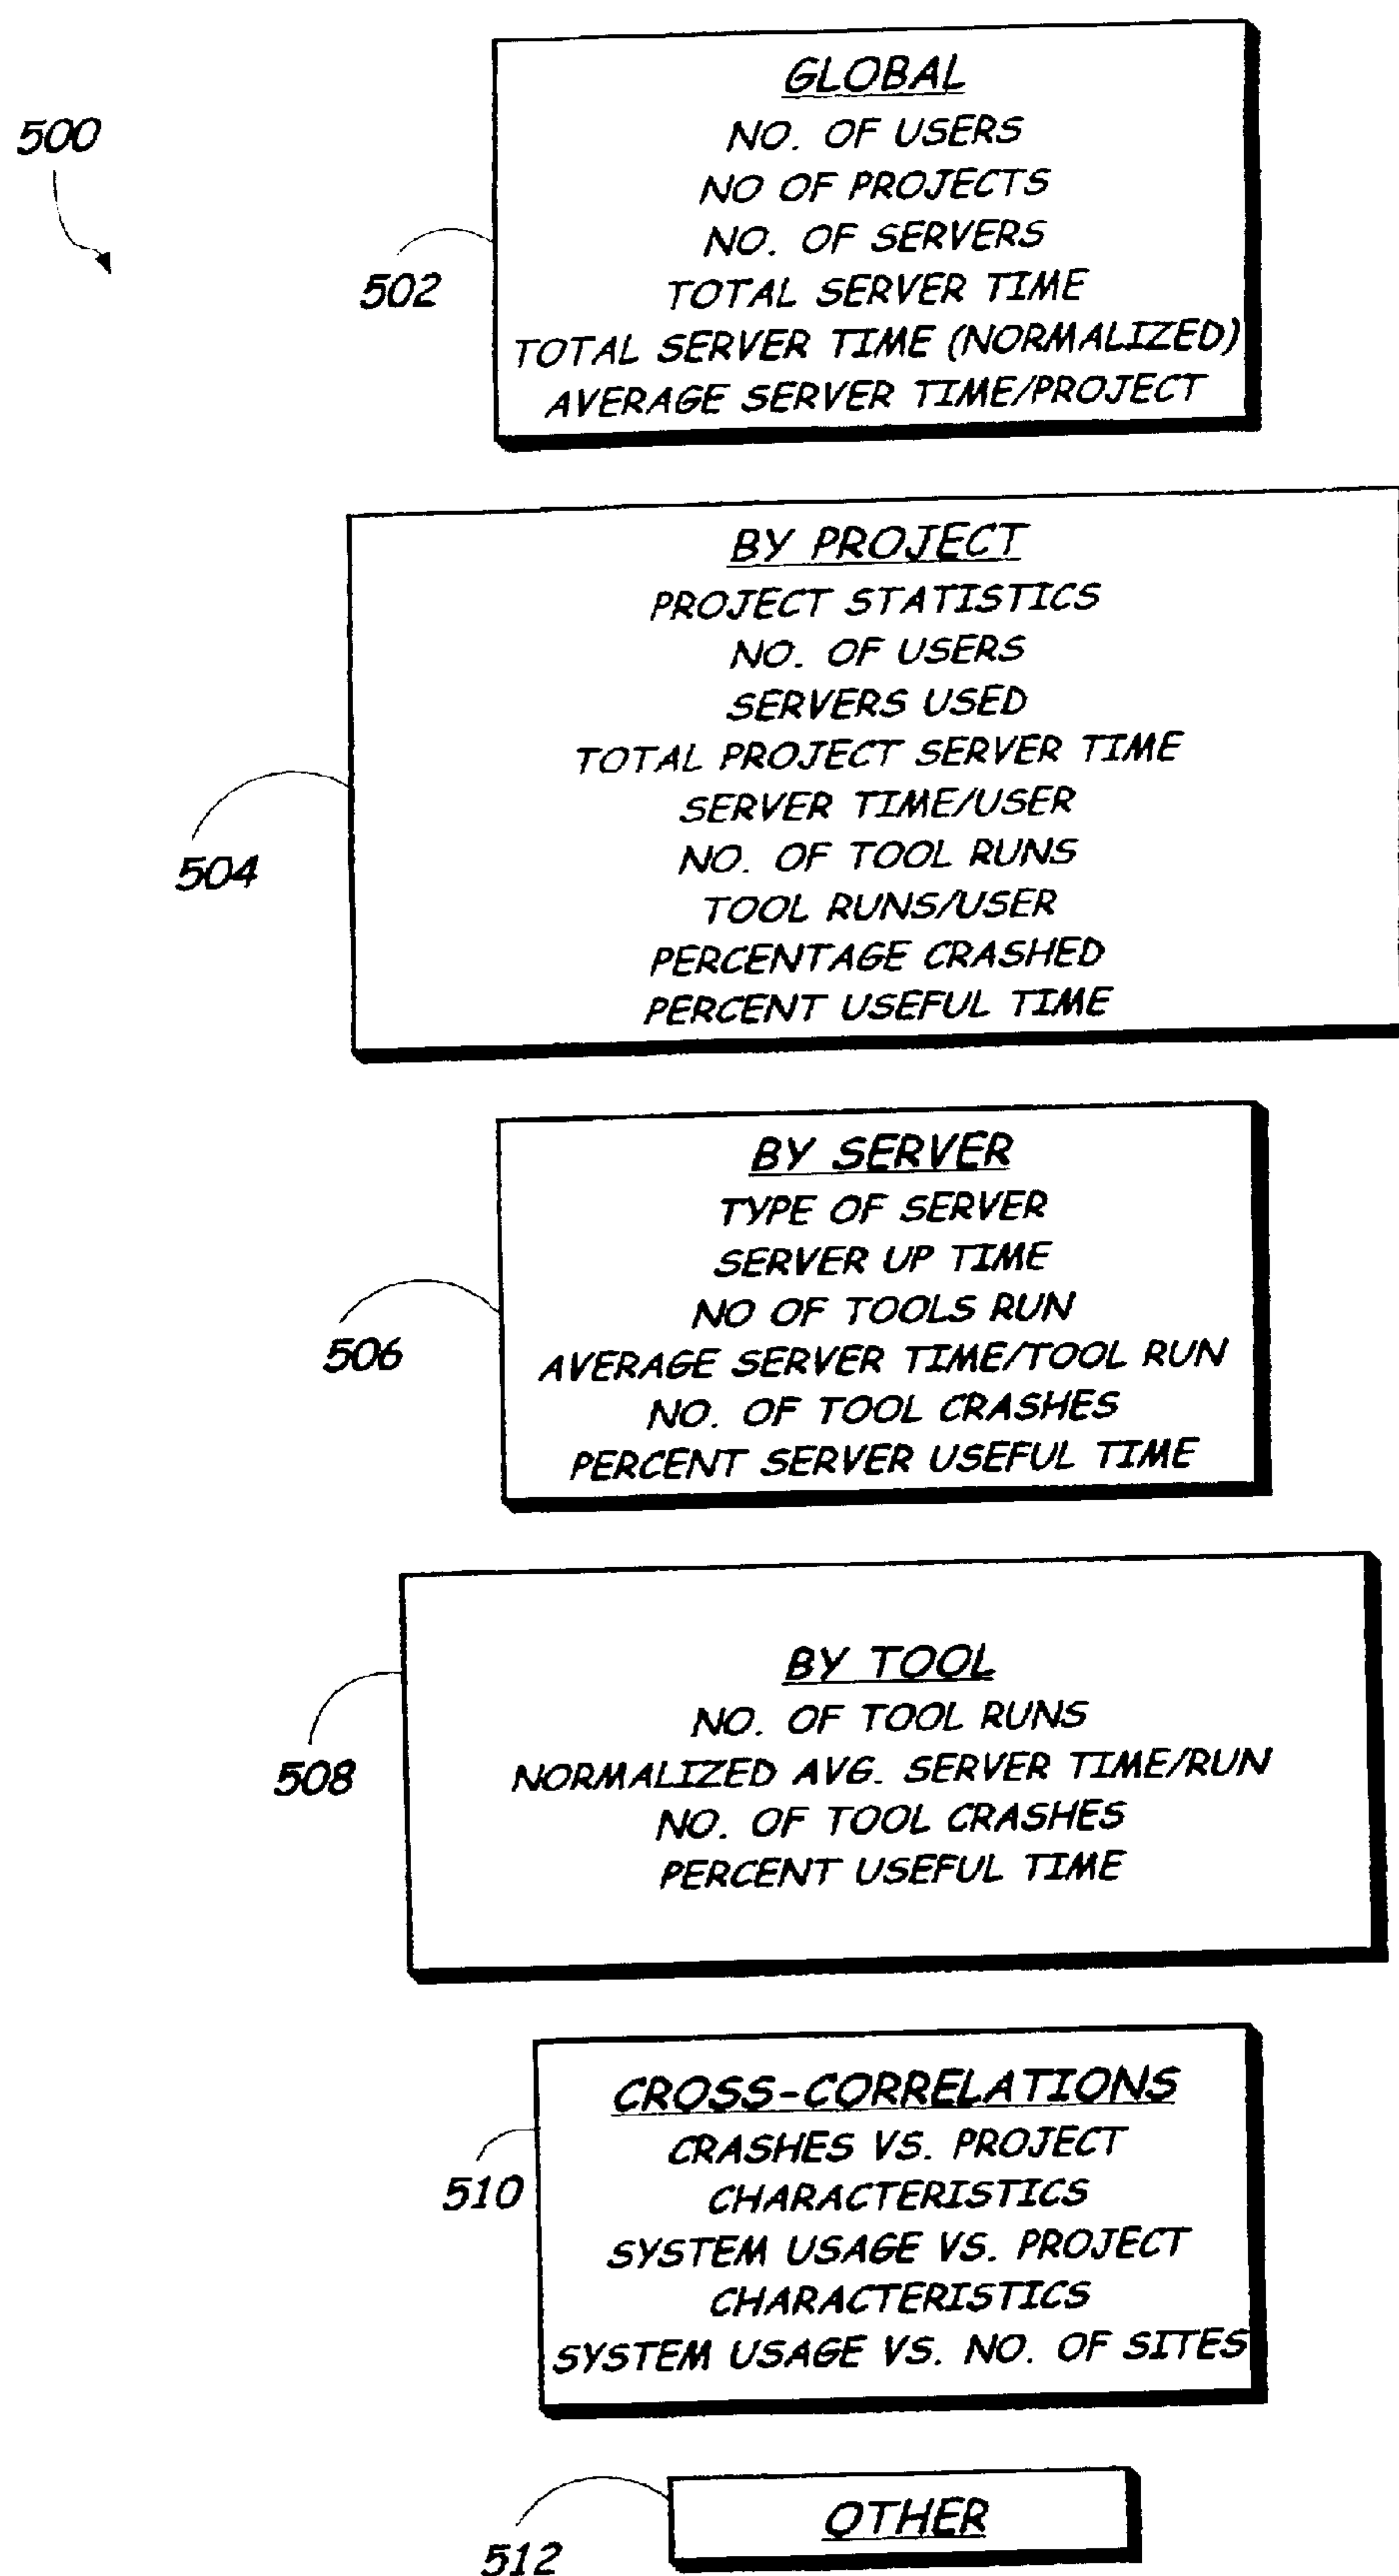 500
GLOBAL
NO. OF USERS
NO OF PROJECTS
NO. OF SERVERS
TOTAL SERVER TIME
TOTAL SERVER TIME (NORMALIZED)
AVERAGE SERVER TIME/PROJECT
502
BY PROJECT
PROJECT STATISTICS
NO. OF USERS
SERVERS USED
TOTAL PROJECT SERVER TIME
SERVER TIME/USER
NO. OF TOOL RUNS
TOOL RUNS/USER
PERCENTAGE CRASHED
PERCENT USEFUL TIME
504
BY SERVER
TYPE OF SERVER
SERVER UP TIME
NO OF TOOLS RUN
AVERAGE SERVER TIME/TOOL RUN
NO. OF TOOL CRASHES
PERCENT SERVER USEFUL TIME
506
BY TOOL
NO. OF TOOL RUNS
NORMALIZED AVG. SERVER TIME/RUN
NO. OF TOOL CRASHES
PERCENT USEFUL TIME
508
CROSS-CORRELATIONS
CRASHES VS. PROJECT
CHARACTERISTICS
SYSTEM USAGE VS. PROJECT
CHARACTERISTICS
SYSTEM USAGE VS. NO. OF SITES
510
OTHER
512